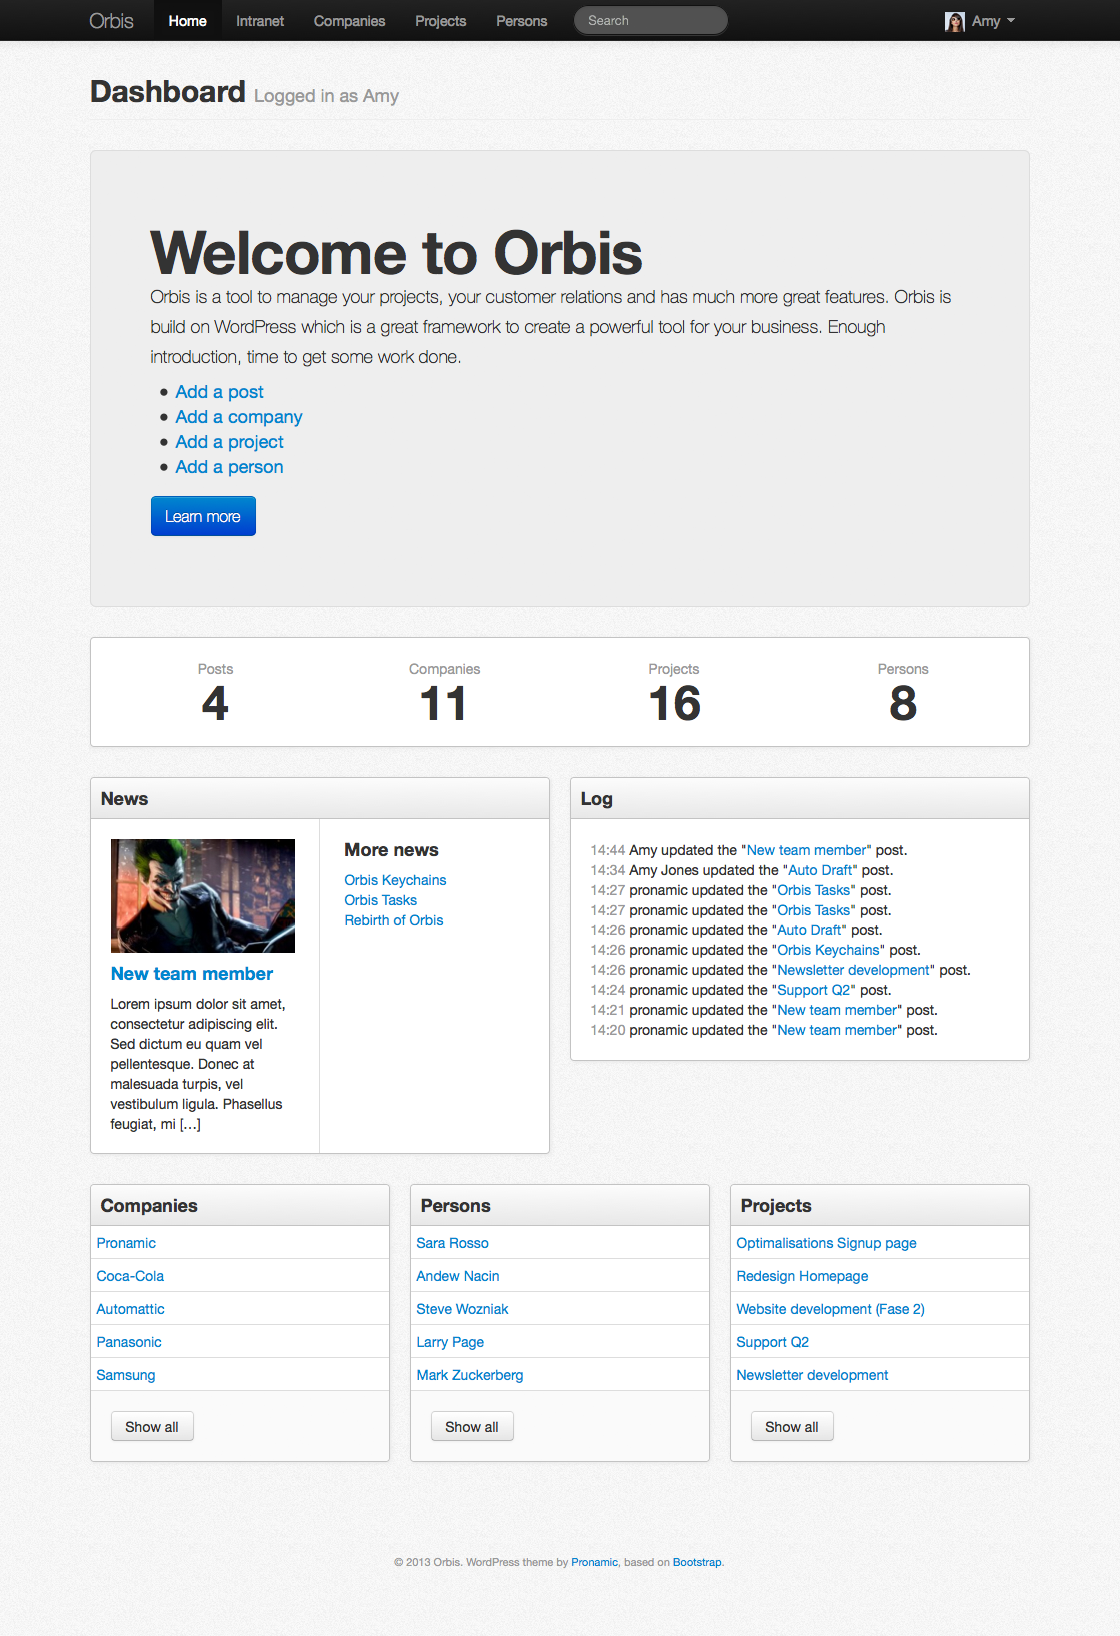 Orbis Home Intranet Companies Projects Persons Search Amy
Dashboard Logged in as Amy
Welcome to Orbis
Orbis is a tool to manage your projects, your customer relations and has much more great features. Orbis is
build on WordPress which is a great framework to create a powerful tool for your business. Enough
introduction, time to get some work done.
• Add a post
• Add a company
• Add a project
• Add a person
Learn more
Posts
4
Companies
11
Projects
16
Persons
8
News
New team member
Lorem ipsum dolor sit amet,
consectetur adipiscing elit.
Sed dictum eu quam vel
pellentesque. Donec at
malesuada turpis, vel
vestibulum ligula. Phasellus
feugiat, mi [...]
More news
Orbis Keychains
Orbis Tasks
Rebirth of Orbis
Log
14:44 Amy updated the "New team member" post.
14:34 Amy Jones updated the "Auto Draft" post.
14:27 pronamic updated the "Orbis Tasks" post.
14:27 pronamic updated the "Orbis Tasks" post.
14:26 pronamic updated the "Auto Draft" post.
14:26 pronamic updated the "Orbis Keychains" post.
14:26 pronamic updated the "Newsletter development" post.
14:24 pronamic updated the "Support Q2" post.
14:21 pronamic updated the "New team member" post.
14:20 pronamic updated the "New team member" post.
Companies
Pronamic
Coca-Cola
Automattic
Panasonic
Samsung
Show all
Persons
Sara Rosso
Andew Nacin
Steve Wozniak
Larry Page
Mark Zuckerberg
Show all
Projects
Optimalisations Signup page
Redesign Homepage
Website development (Fase 2)
Support Q2
Newsletter development
Show all
© 2013 Orbis. WordPress theme by Pronamic, based on Bootstrap.